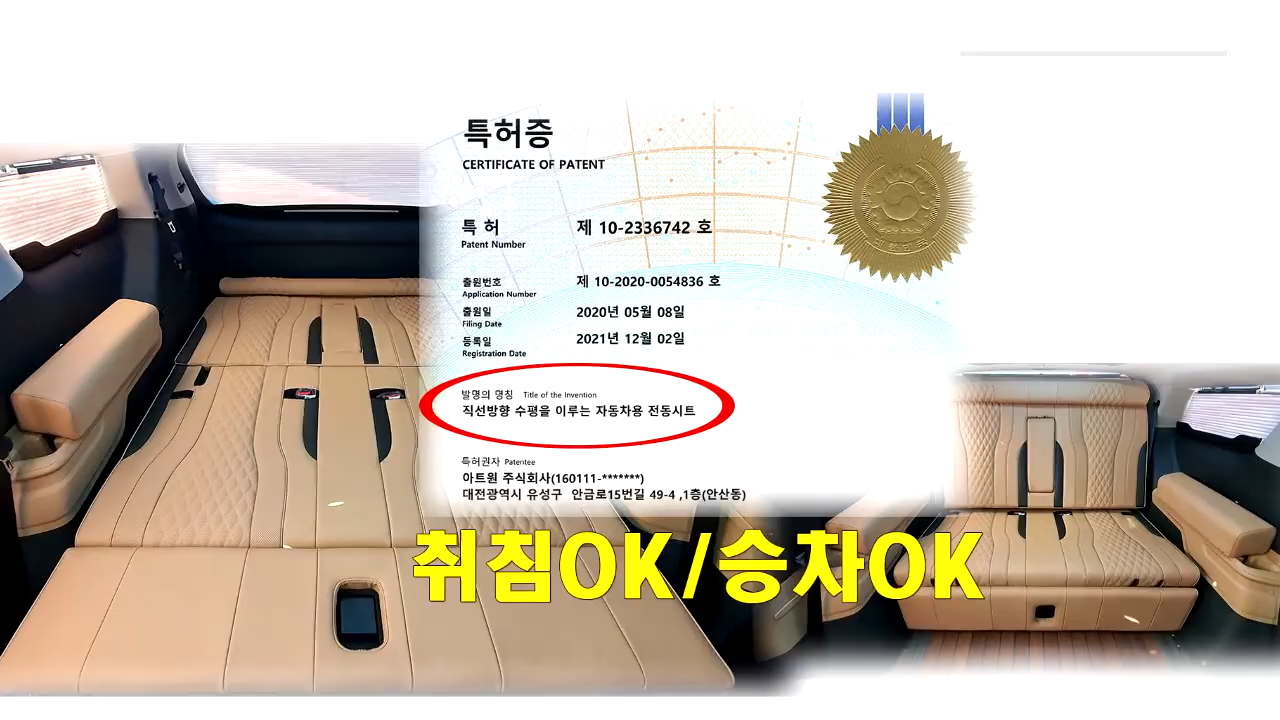 특허증
CERTIFICATE OF PATENT
특 허 제 10-2336742 호
Patent Number
출원번호 제 10-2020-0054836 호
Application Number
출원일 2020년 05월 08일
Filing Date
등록일 2021년 12월 02일
Registration Date
발명의 명칭 Title of the Invention
직선방향 수평을 이루는 자동차용 전동시트
특허권자 Patentee
아트원 주식회사(160111-*******)
대전광역시 유성구 안금로15번길 49-4 ,1층(안산동)
취침OK/승차OK